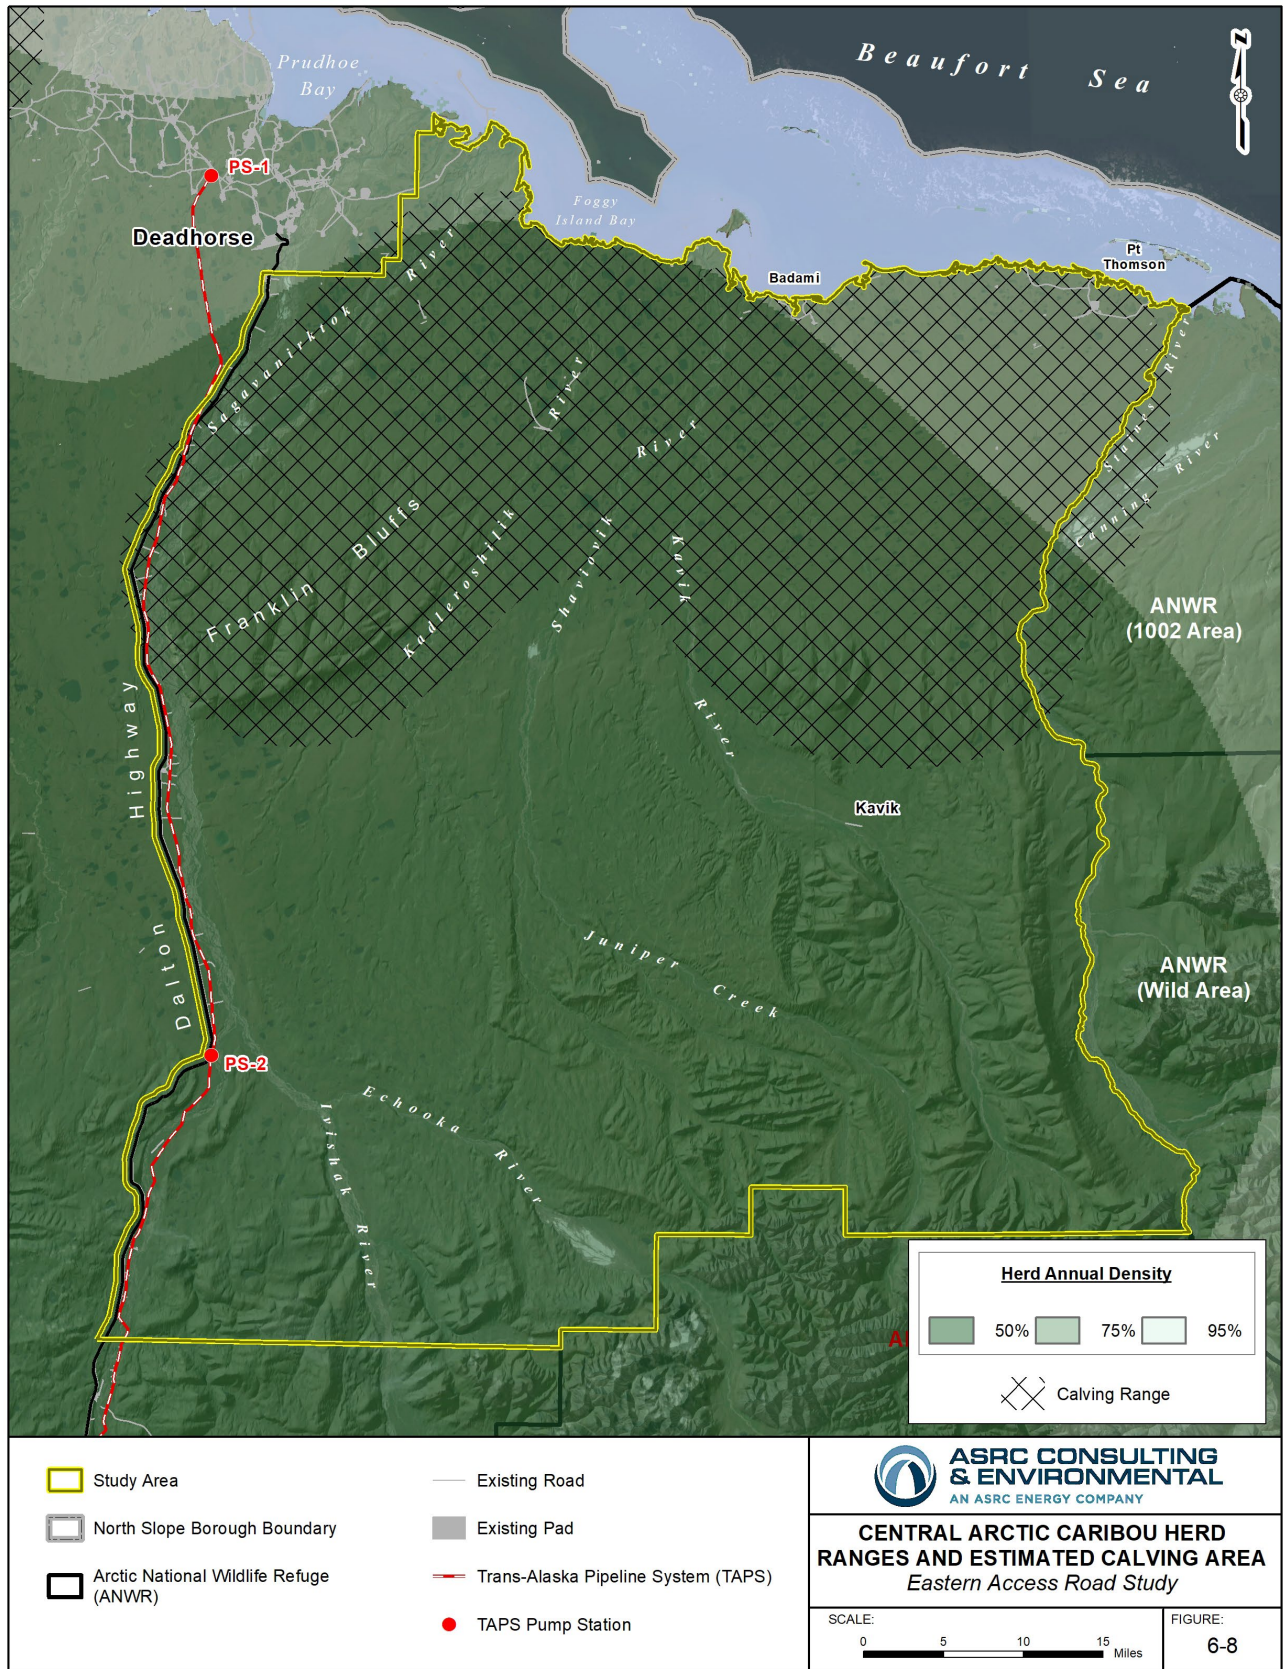 Beaufort Sea
Prudhoe
Bay
N
PS-1
Deadhorse
Foggy
Island Bay
Pt
Thomson
Badami
Sagavanirktok River
River
Shaviovik River
Staines River
Canning River
Franklin Bluffs
Kadleroshilik
Kavik River
ANWR
(1002 Area)
Kavik
Dalton Highway
Juniper Creek
ANWR
(Wild Area)
PS-2
Echooka River
Ivishak River
Herd Annual Density
50% 75% 95%
Calving Range
Study Area
North Slope Borough Boundary
Arctic National Wildlife Refuge
(ANWR)
Existing Road
Existing Pad
Trans-Alaska Pipeline System (TAPS)
TAPS Pump Station
ASRC CONSULTING
& ENVIRONMENTAL
AN ASRC ENERGY COMPANY
CENTRAL ARCTIC CARIBOU HERD
RANGES AND ESTIMATED CALVING AREA
Eastern Access Road Study
SCALE:
0 5 10 15
Miles
FIGURE:
6-8